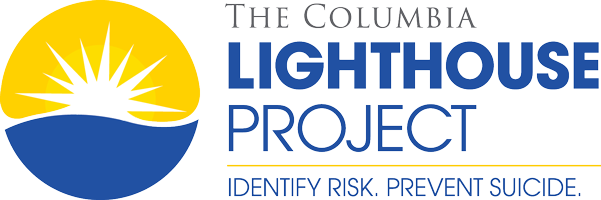 THE COLUMBIA
LIGHTHOUSE
PROJECT
IDENTIFY RISK. PREVENT SUICIDE.